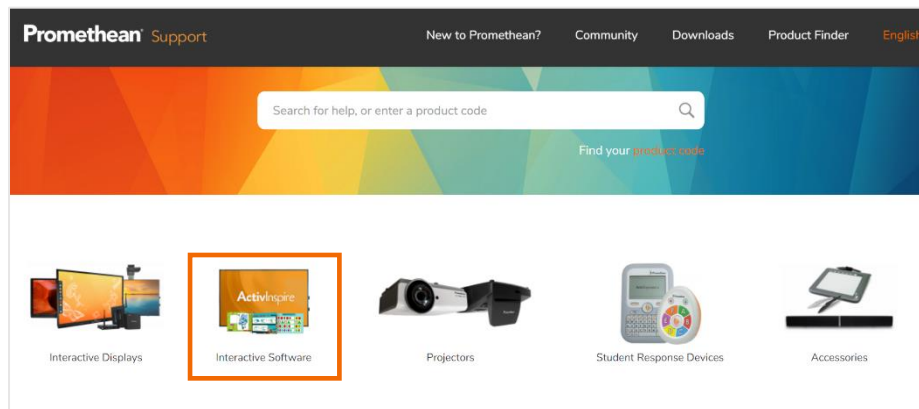 Promethean Support
New to Promethean? Community Downloads Product Finder English
Search for help, or enter a product code
Find your product code
ActivInspire
Interactive Displays Interactive Software Projectors Student Response Devices Accessories